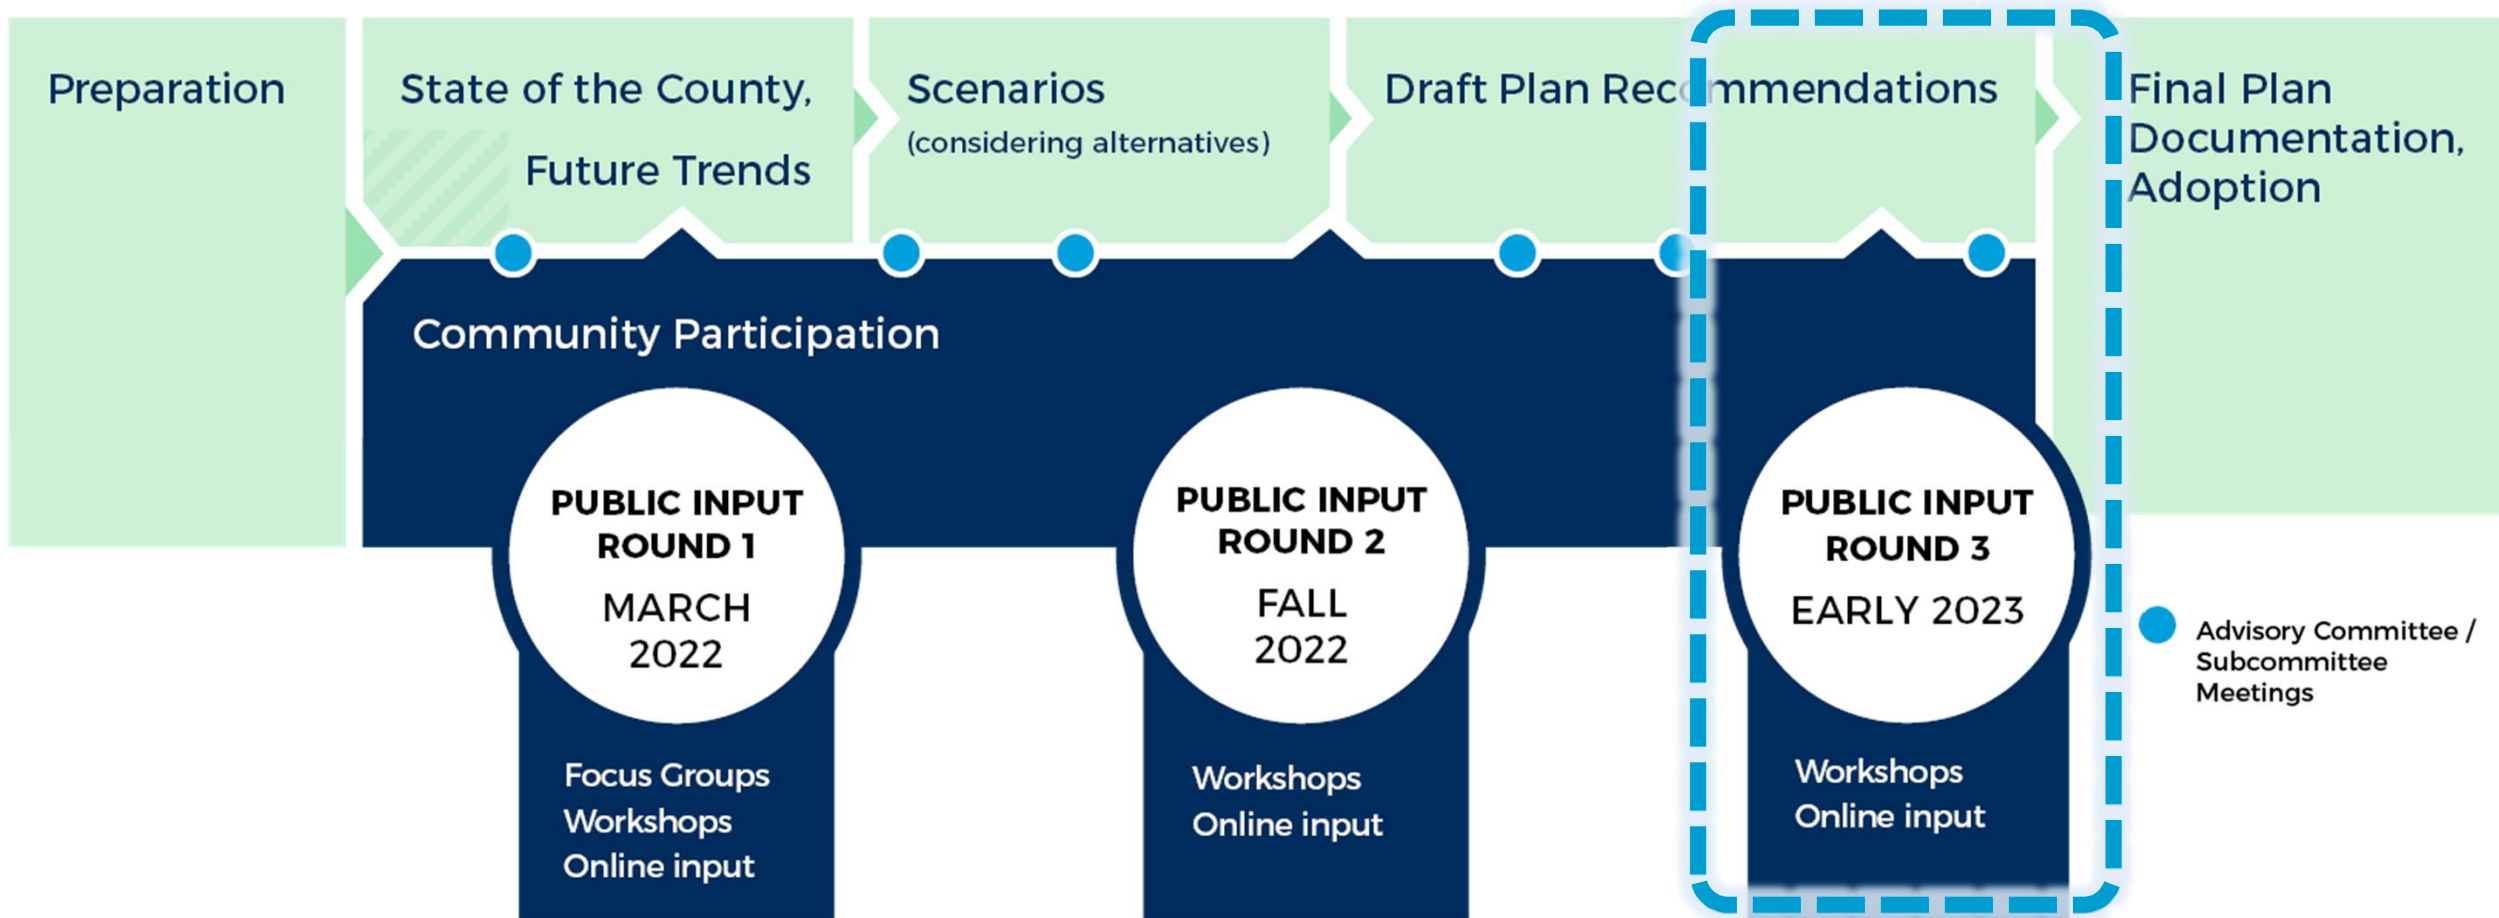 Preparation
State of the County,
Future Trends
Scenarios
(considering alternatives)
Draft Plan Recommendations
Final Plan
Documentation,
Adoption
Community Participation
PUBLIC INPUT
ROUND 1
MARCH
2022
Focus Groups
Workshops
Online input
PUBLIC INPUT
ROUND 2
FALL
2022
Workshops
Online input
PUBLIC INPUT
ROUND 3
EARLY 2023
Workshops
Online input
Advisory Committee /
Subcommittee
Meetings